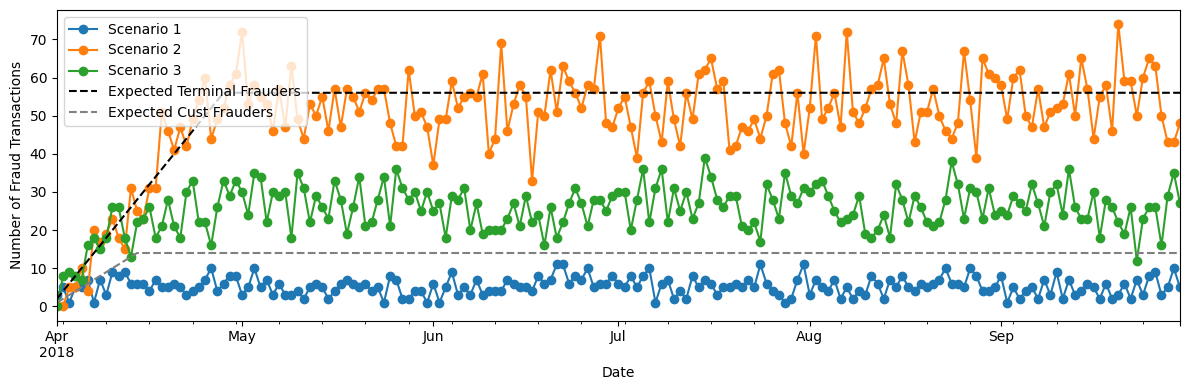 Scenario 1
Scenario 2
Scenario 3
Expected Terminal Frauders
Expected Cust Frauders
Number of Fraud Transactions
70
60
50
40
30
20
10
0
Apr
2018
May
Jun
Jul
Aug
Sep
Date